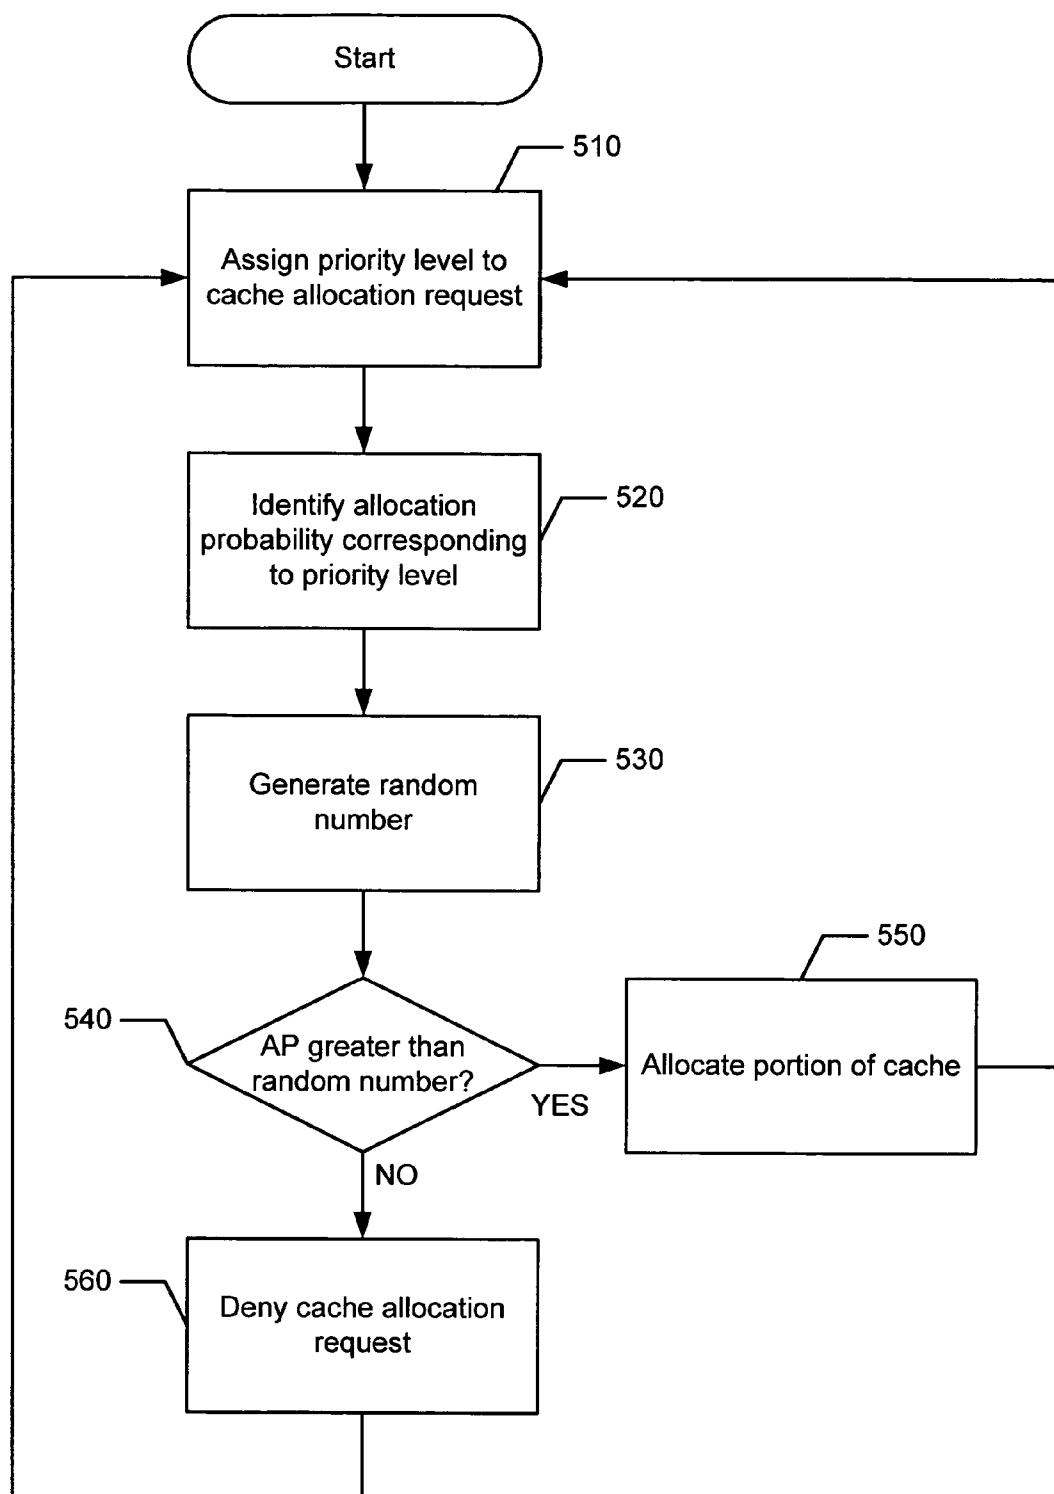 Start
510
Assign priority level to
cache allocation request
520
Identify allocation
probability corresponding
to priority level
530
Generate random
number
550
540
AP greater than
random number?
Allocate portion of cache
YES
NO
560
Deny cache allocation
request